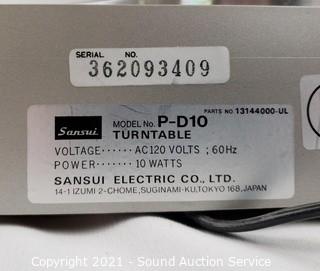 SERIAL NO.
362093409
PARTS NO 13144000-UL
Sansui MODEL No. P-D10
TURNTABLE
VOLTAGE······ AC120 VOLTS ; 60Hz
POWER······· 10 WATTS
SANSUI ELECTRIC CO., LTD.
14-1 IZUMI 2-CHOME, SUGINAMI-KU, TOKYO 168, JAPAN
Copyright © 2021 - Sound Auction Service